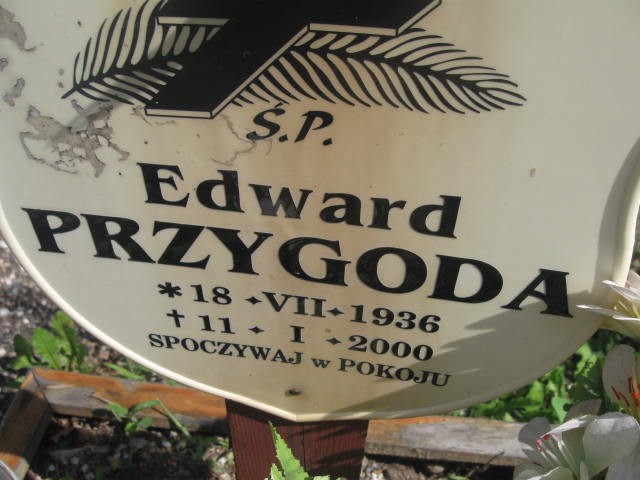 Ś.P.
Edward
PRZYGODA
* 18 ✦ VII ✦ 1936
† 11 ✦ I ✦ 2000
SPOCZYWAJ w POKOJU